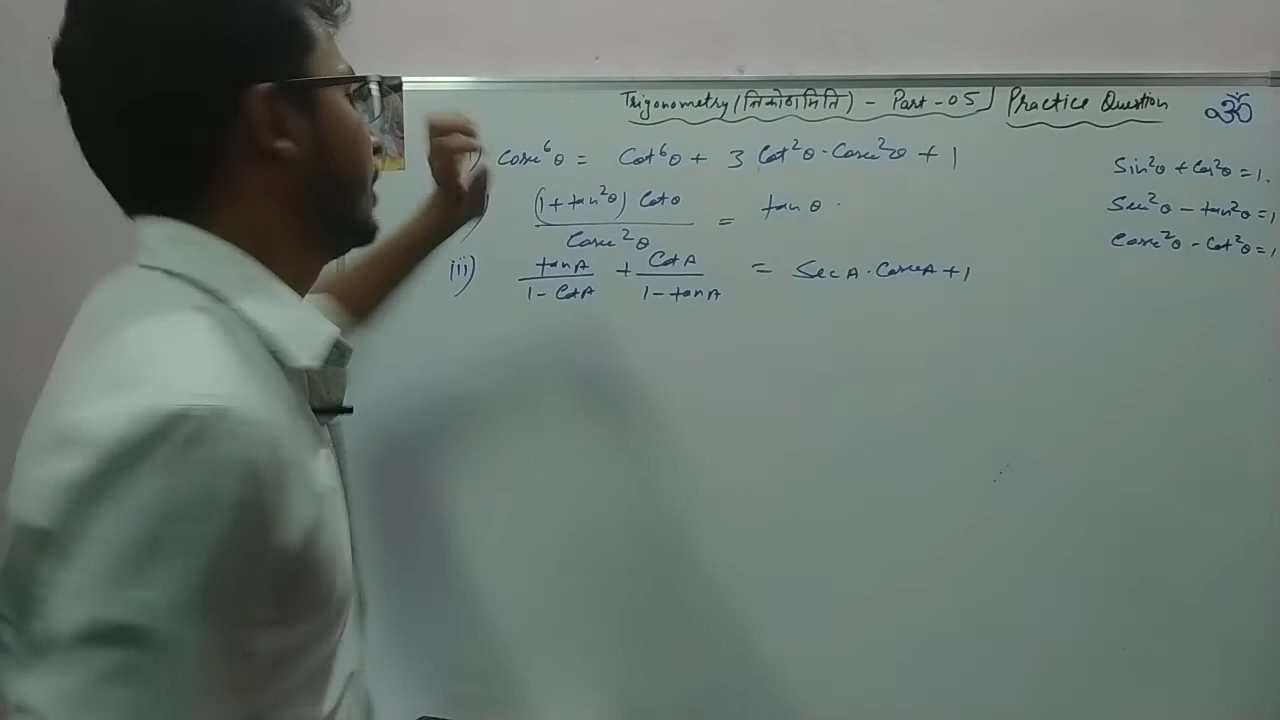 Trigonometry (त्रिकोणमिति) - Part - 05 Practice Question ॐ
i) Cosec⁶θ = Cot⁶θ + 3 Cot²θ · Cosec²θ + 1
) (1 + tan²θ) Cotθ / Cosec²θ = tanθ
iii) tanA / 1 - CotA + CotA / 1 - tanA = SecA · CosecA + 1
Sin²θ + Cos²θ = 1.
Sec²θ - tan²θ = 1
Cosec²θ - Cot²θ = 1